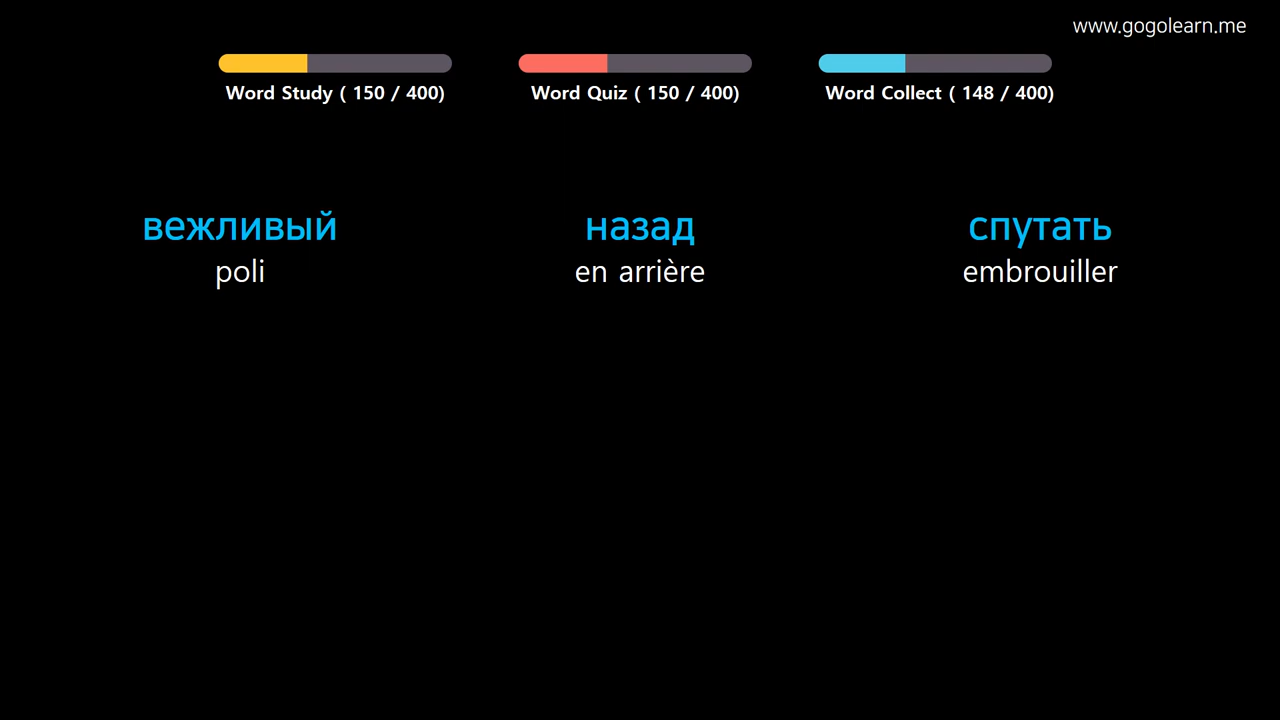 www.gogolearn.me
Word Study ( 150 / 400)
Word Quiz ( 150 / 400)
Word Collect ( 148 / 400)
вежливый
poli
назад
en arrière
спутать
embrouiller